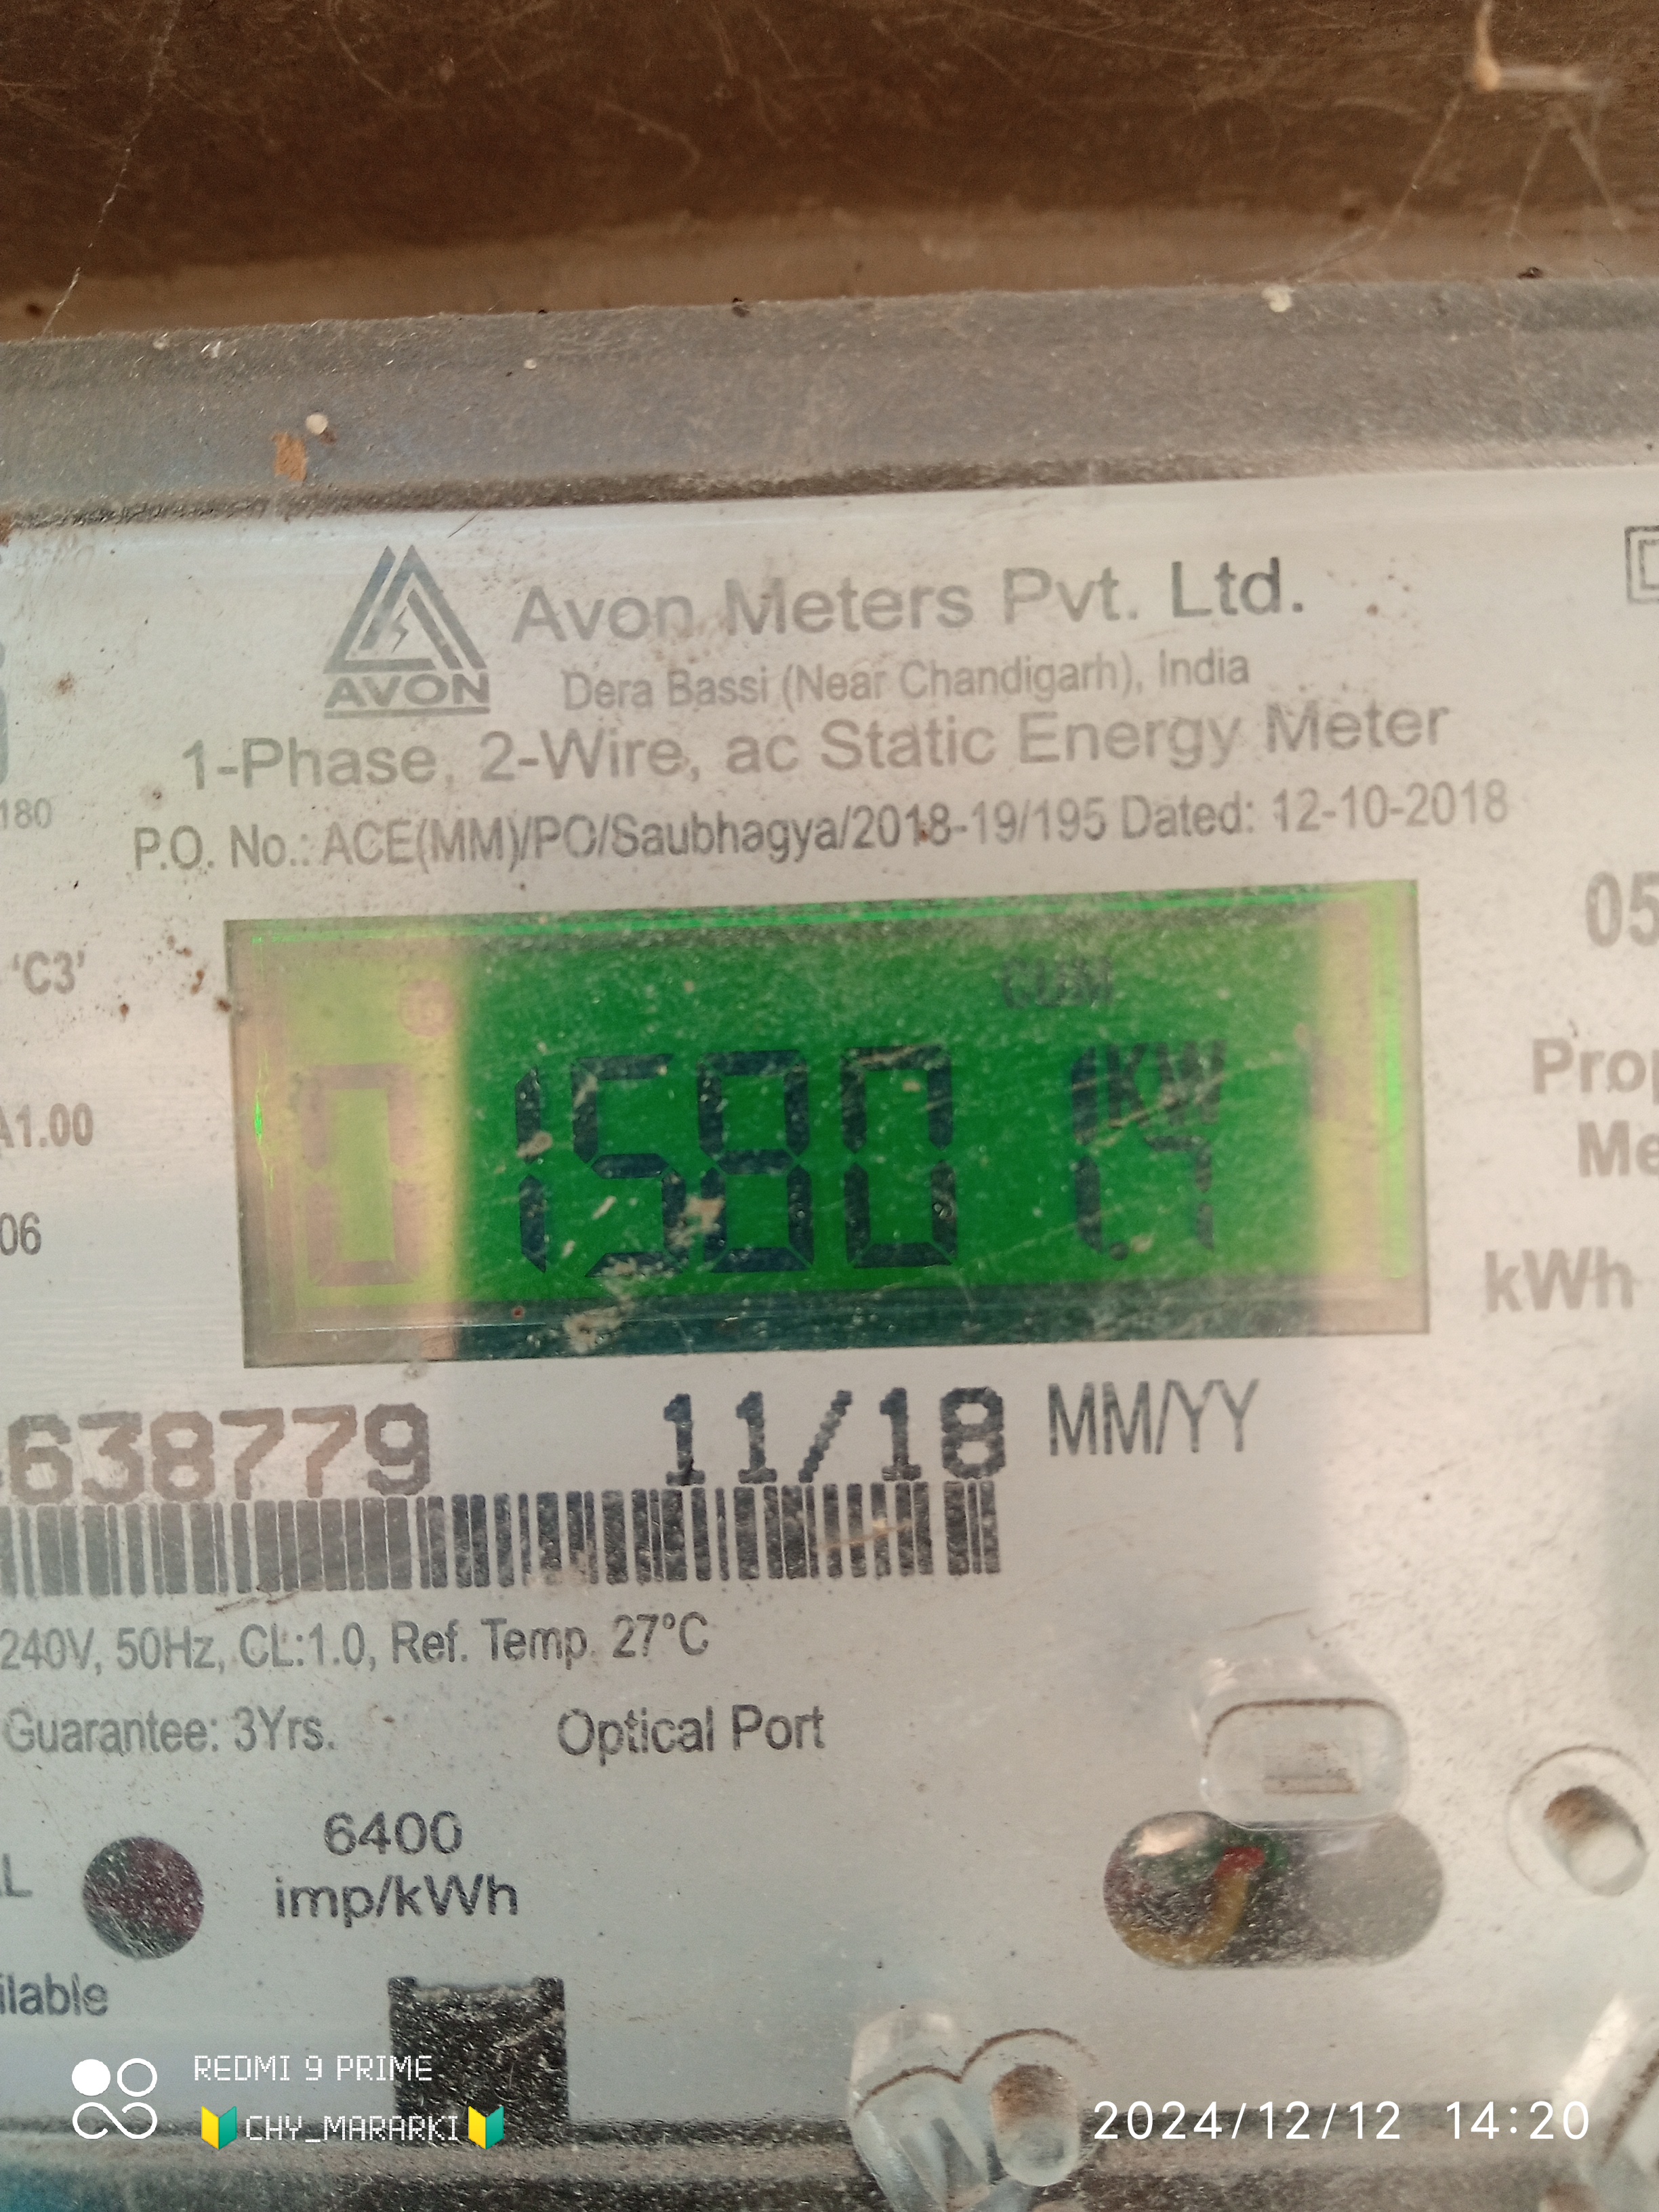 AVON
Avon Meters Pvt. Ltd.
Dera Bassi (Near Chandigarh), India
1-Phase, 2-Wire, ac Static Energy Meter
P.O. No.: ACE(MM)/PO/Saubhagya/2018-19/195 Dated: 12-10-2018
180
'C3'
05
CUM
01580
KW
A1.00
06
kWh
638779 11/18 MM/YY
240V, 50Hz, CL:1.0, Ref. Temp. 27°C
Guarantee: 3Yrs. Optical Port
6400
imp/kWh
REDMI 9 PRIME
CHY_MARARKI
2024/12/12 14:20